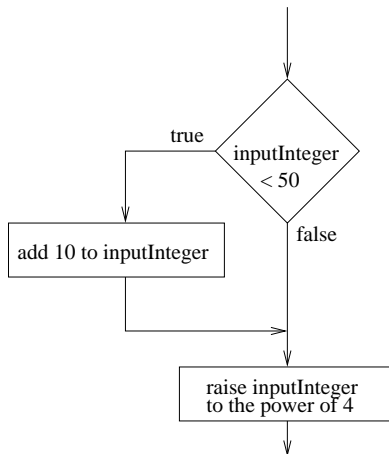 true
inputInteger
< 50
add 10 to inputInteger
false
raise inputInteger
to the power of 4